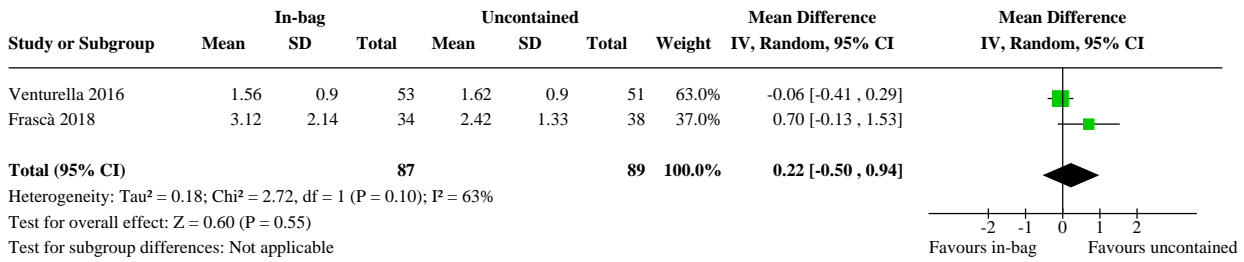 In-bag Uncontained Mean Difference Mean Difference
Study or Subgroup Mean SD Total Mean SD Total Weight IV, Random, 95% CI IV, Random, 95% CI
Venturella 2016 1.56 0.9 53 1.62 0.9 51 63.0% -0.06 [-0.41 , 0.29]
Frascà 2018 3.12 2.14 34 2.42 1.33 38 37.0% 0.70 [-0.13 , 1.53]
Total (95% CI) 87 89 100.0% 0.22 [-0.50 , 0.94]
Heterogeneity: Tau² = 0.18; Chi² = 2.72, df = 1 (P = 0.10); I² = 63%
Test for overall effect: Z = 0.60 (P = 0.55)
-2 -1 0 1 2
Test for subgroup differences: Not applicable Favours in-bag Favours uncontained